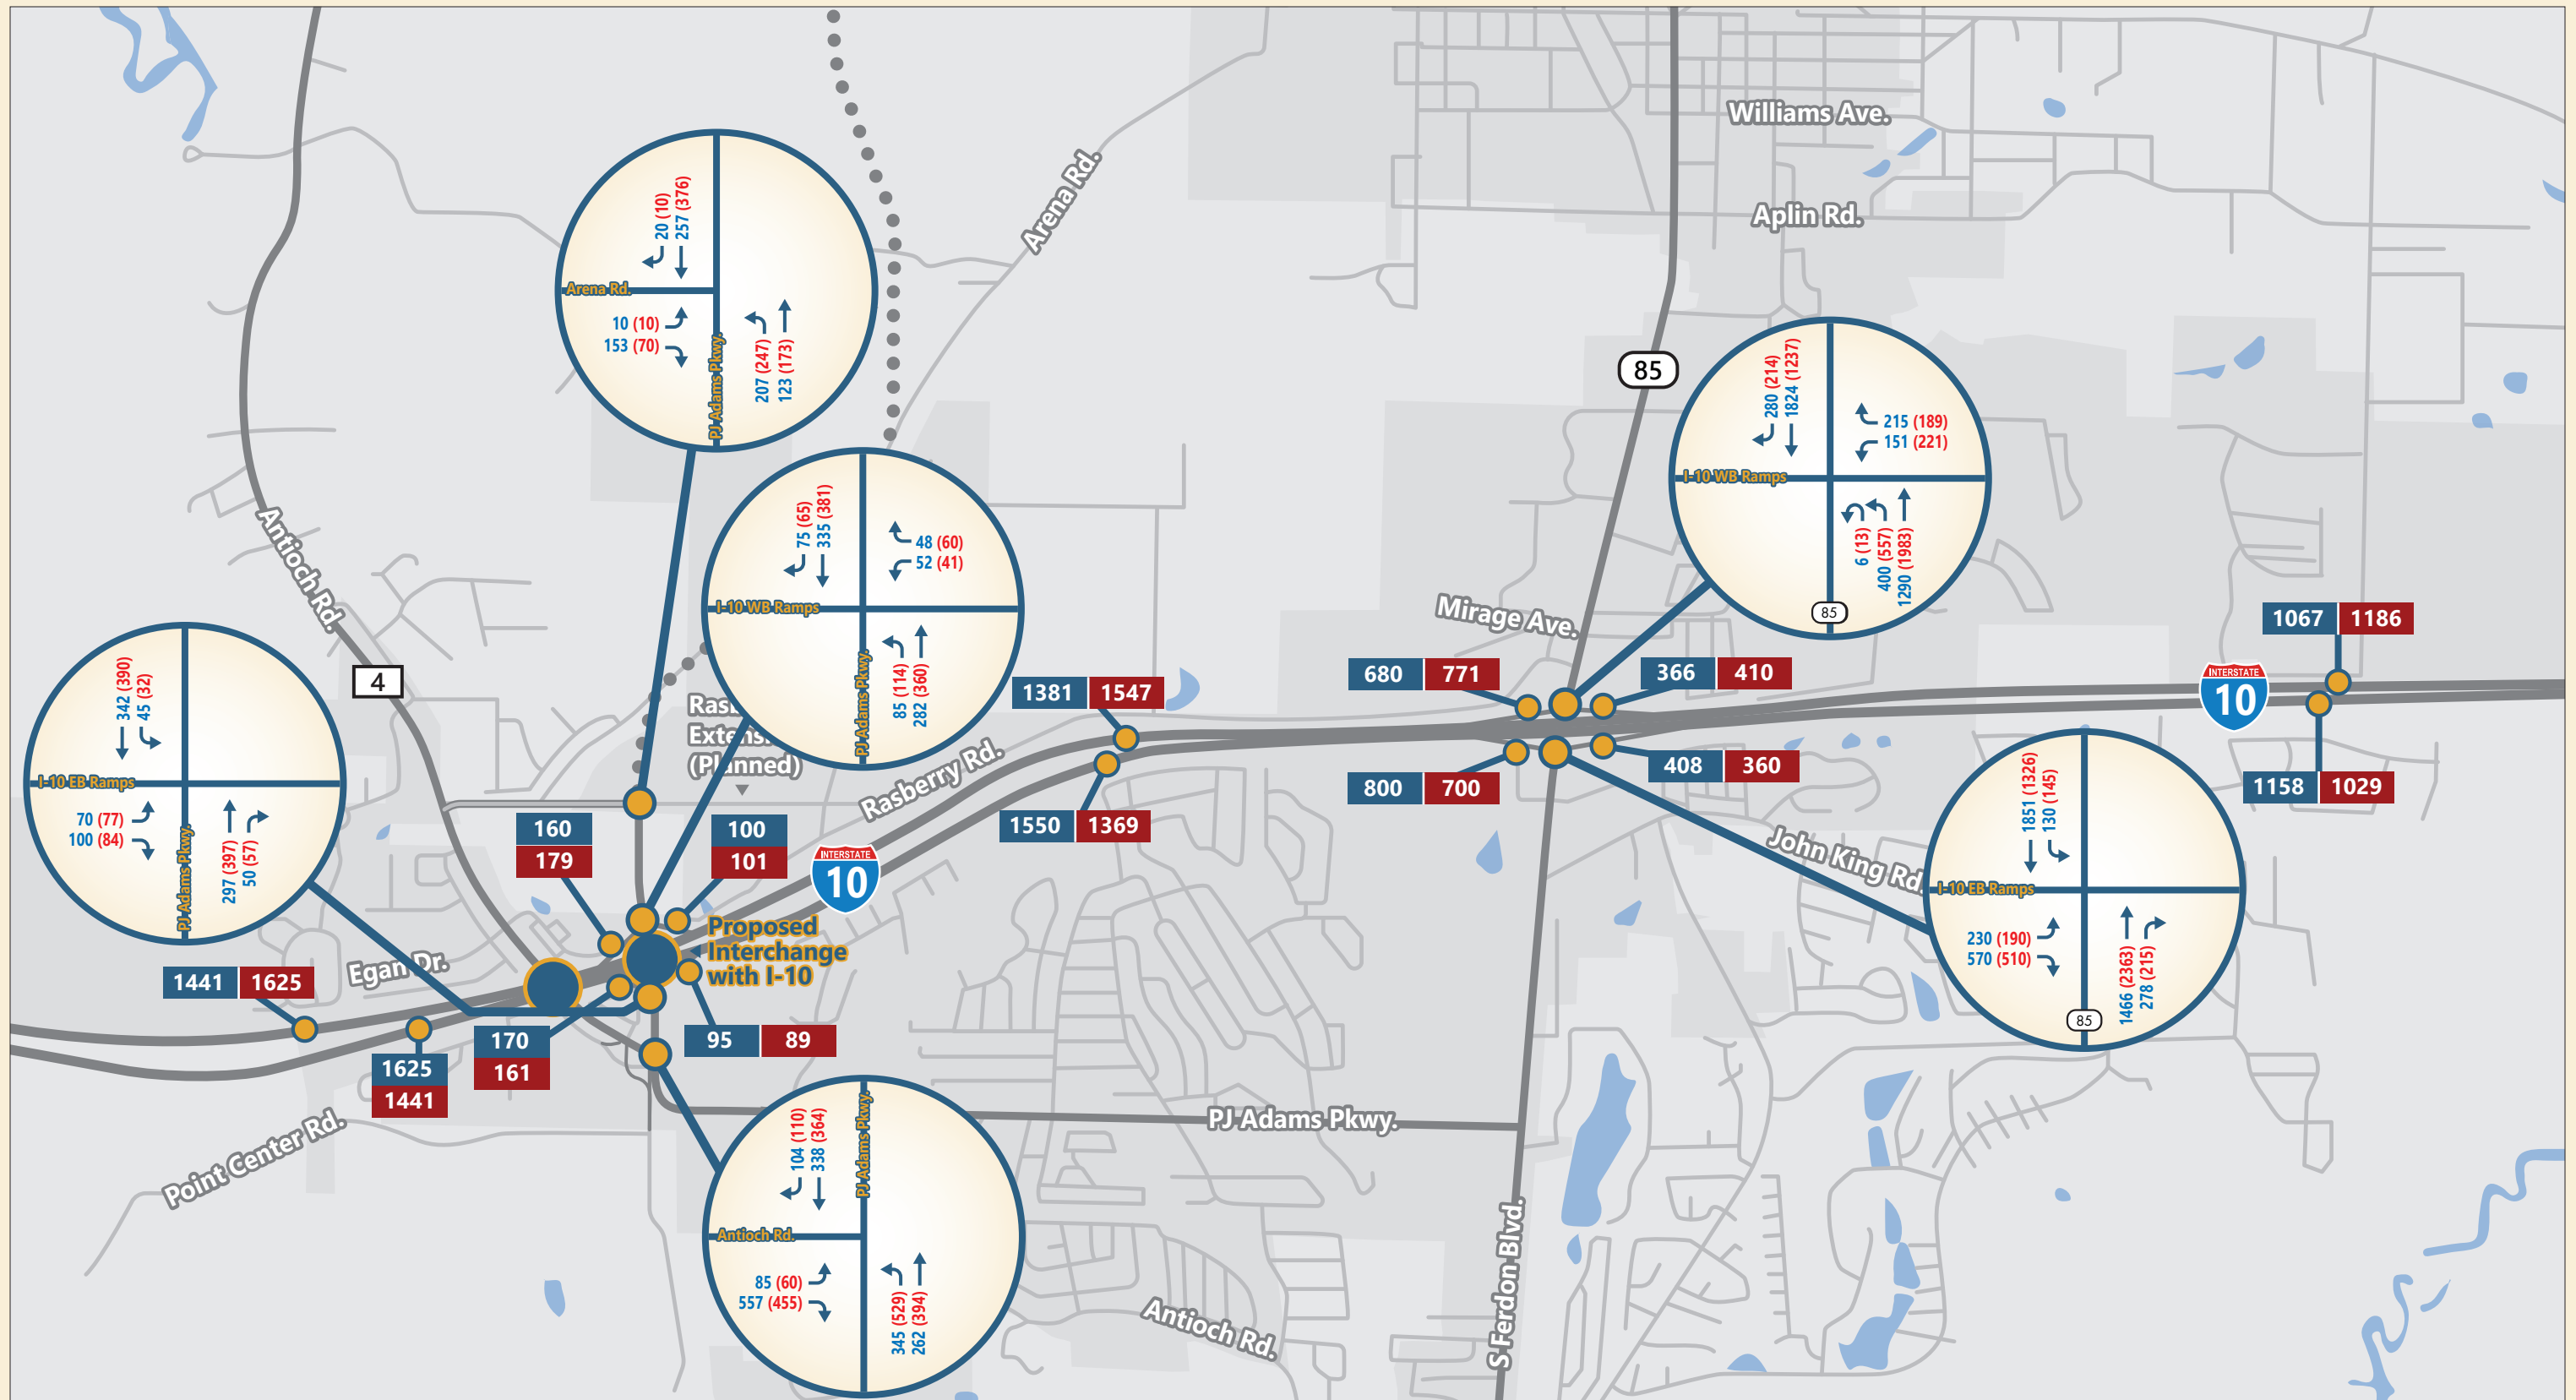 Williams Ave.
Aplin Rd.
Arena Rd.
20 (10)
257 (376)
Arena Rd.
10 (10)
153 (70)
PJ Adams Pkwy.
207 (247)
123 (173)
85
280 (214)
1824 (1237)
215 (189)
151 (221)
I-10 WB Ramps
6 (13)
400 (557)
1290 (1983)
85
75 (65)
335 (381)
48 (60)
52 (41)
I-10 WB Ramps
PJ Adams Pkwy.
85 (114)
282 (360)
Antioch Rd.
4
342 (390)
45 (32)
I-10 EB Ramps
70 (77)
100 (84)
PJ Adams Pkwy.
297 (397)
50 (57)
Mirage Ave.
1067 1186
680 771
366 410
1381 1547
INTERSTATE
10
(Planned)
Rasberry Rd.
800 700
408 360
1158 1029
1550 1369
160
179
100
101
INTERSTATE
10
John King Rd.
1851 (1326)
130 (145)
I-10 EB Ramps
230 (190)
570 (510)
1466 (2363)
278 (215)
85
Proposed
Interchange
with I-10
Egan Dr.
1441 1625
170
161
95 89
1625
1441
Point Center Rd.
PJ Adams Pkwy.
104 (110)
338 (364)
PJ Adams Pkwy.
Antioch Rd.
85 (60)
557 (455)
345 (529)
262 (394)
Antioch Rd.
S Ferdon Blvd.